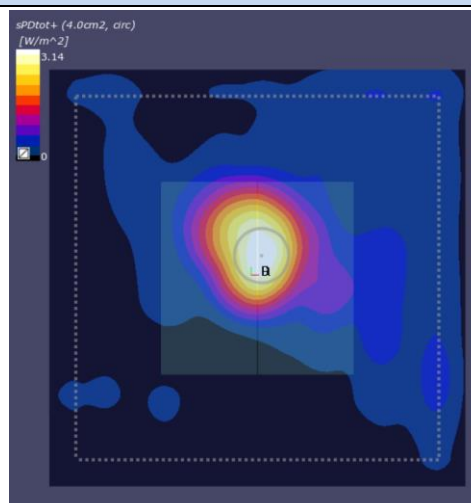 sPDtot+ (4.0cm2, circ)
[W/m^2]
3.14
0